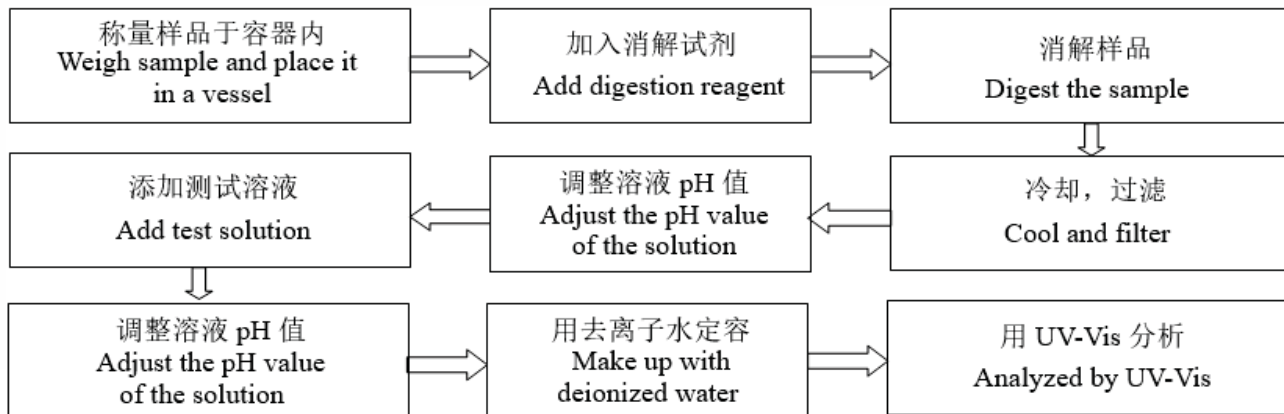 称量样品于容器内
Weigh sample and place it
in a vessel
加入消解试剂
Add digestion reagent
消解样品
Digest the sample
冷却，过滤
Cool and filter
调整溶液 pH 值
Adjust the pH value
of the solution
添加测试溶液
Add test solution
调整溶液 pH 值
Adjust the pH value
of the solution
用去离子水定容
Make up with
deionized water
用 UV-Vis 分析
Analyzed by UV-Vis